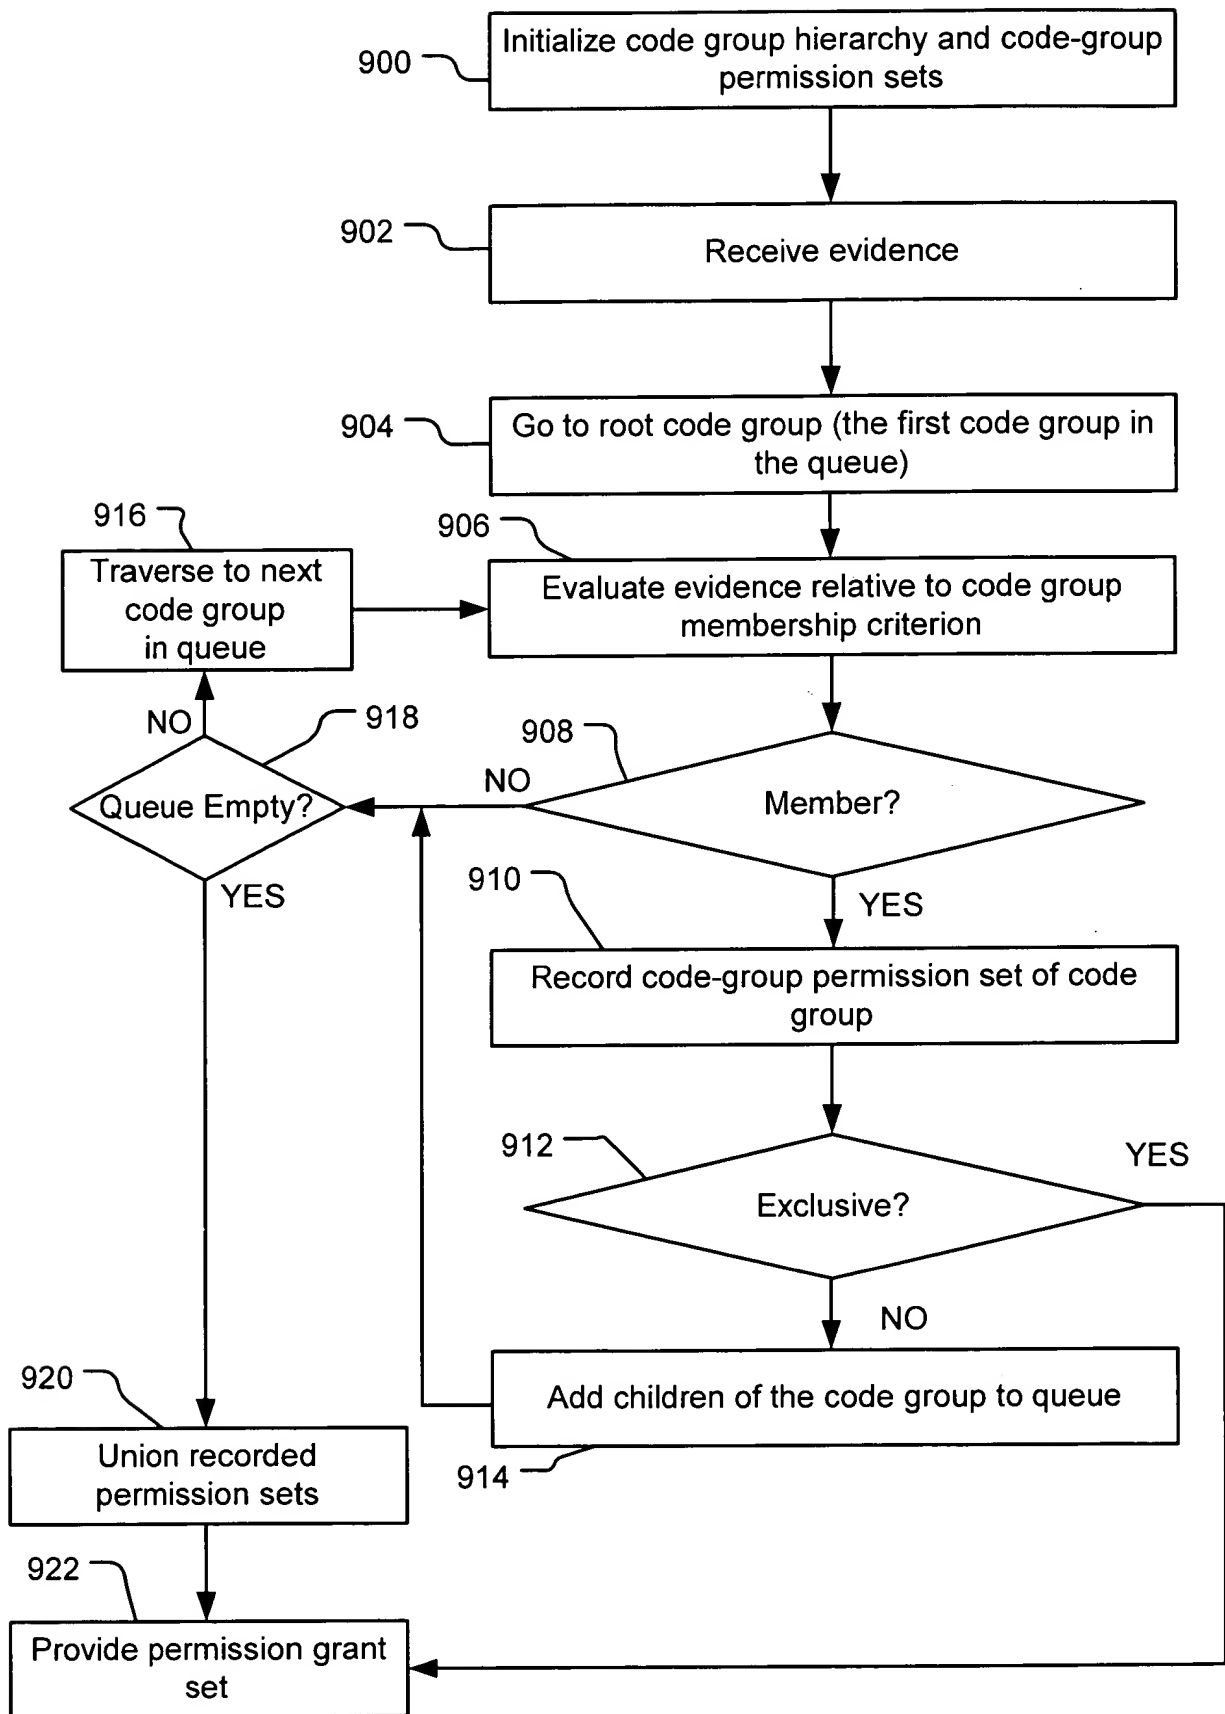 Initialize code group hierarchy and code-group
permission sets
900
902
Receive evidence
904
Go to root code group (the first code group in
the queue)
916
906
Traverse to next
code group
in queue
Evaluate evidence relative to code group
membership criterion
NO
918
908
NO
Queue Empty?
Member?
YES
910
YES
Record code-group permission set of code
group
912
YES
Exclusive?
NO
920
Add children of the code group to queue
914
Union recorded
permission sets
922
Provide permission grant
set